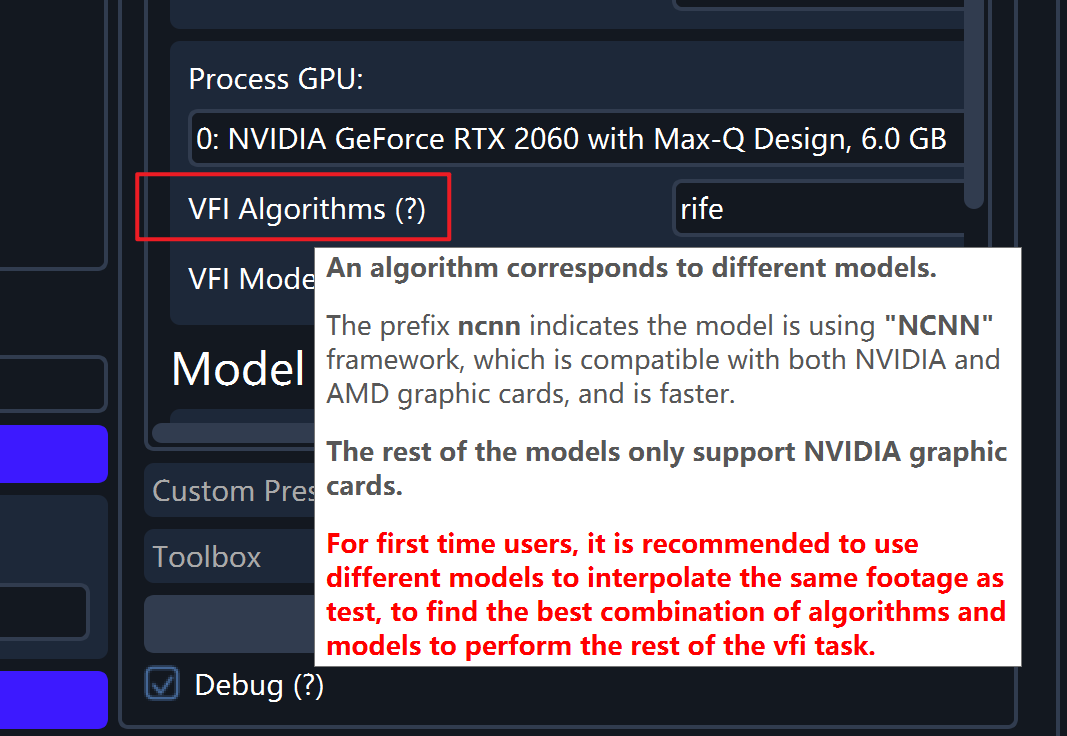 Process GPU:
0: NVIDIA GeForce RTX 2060 with Max-Q Design, 6.0 GB
VFI Algorithms (?)
rife
VFI Mode
An algorithm corresponds to different models.
The prefix ncnn indicates the model is using "NCNN"
framework, which is compatible with both NVIDIA and
AMD graphic cards, and is faster.
The rest of the models only support NVIDIA graphic
cards.
For first time users, it is recommended to use
different models to interpolate the same footage as
test, to find the best combination of algorithms and
models to perform the rest of the vfi task.
Model
Custom Pres
Toolbox
Debug (?)